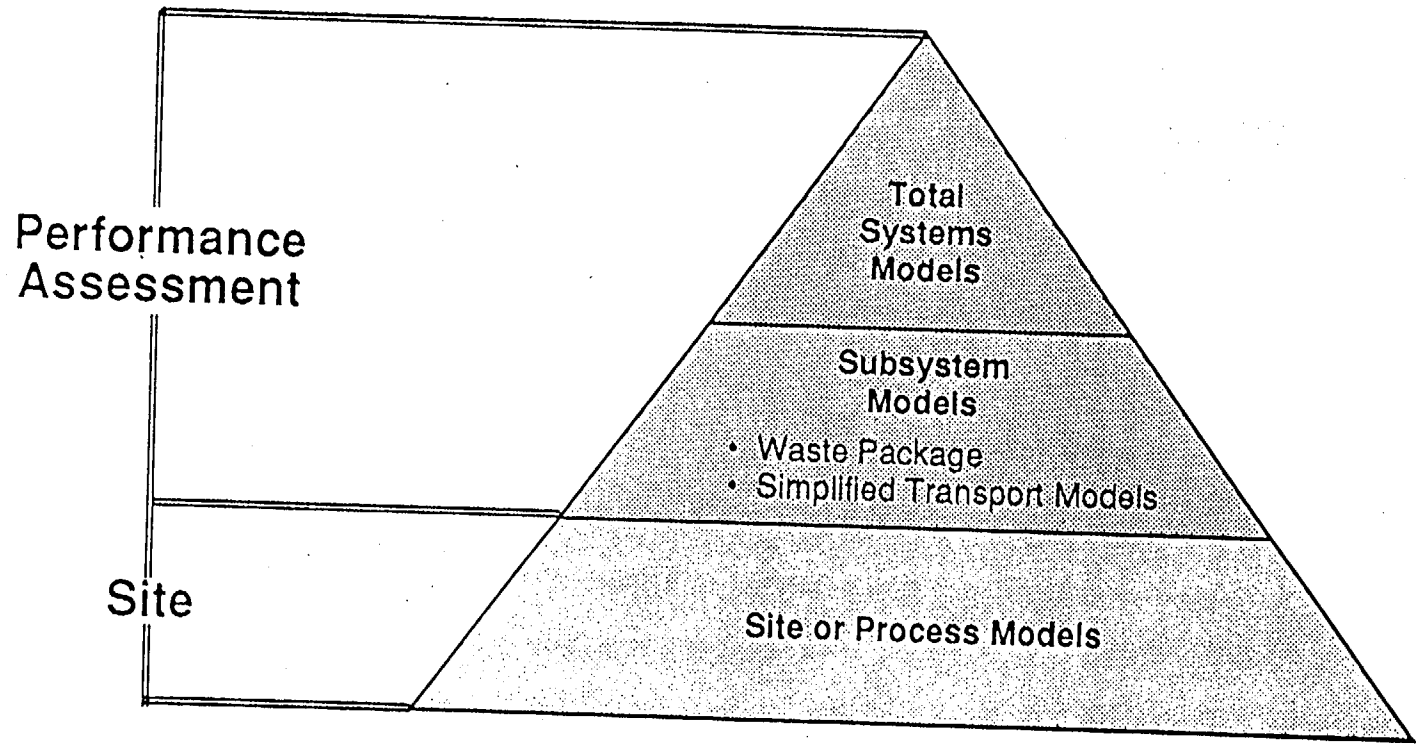 Performance
Assessment
Site
Total
Systems
Models
Subsystem
Models
• Waste Package
• Simplified Transport Models
Site or Process Models